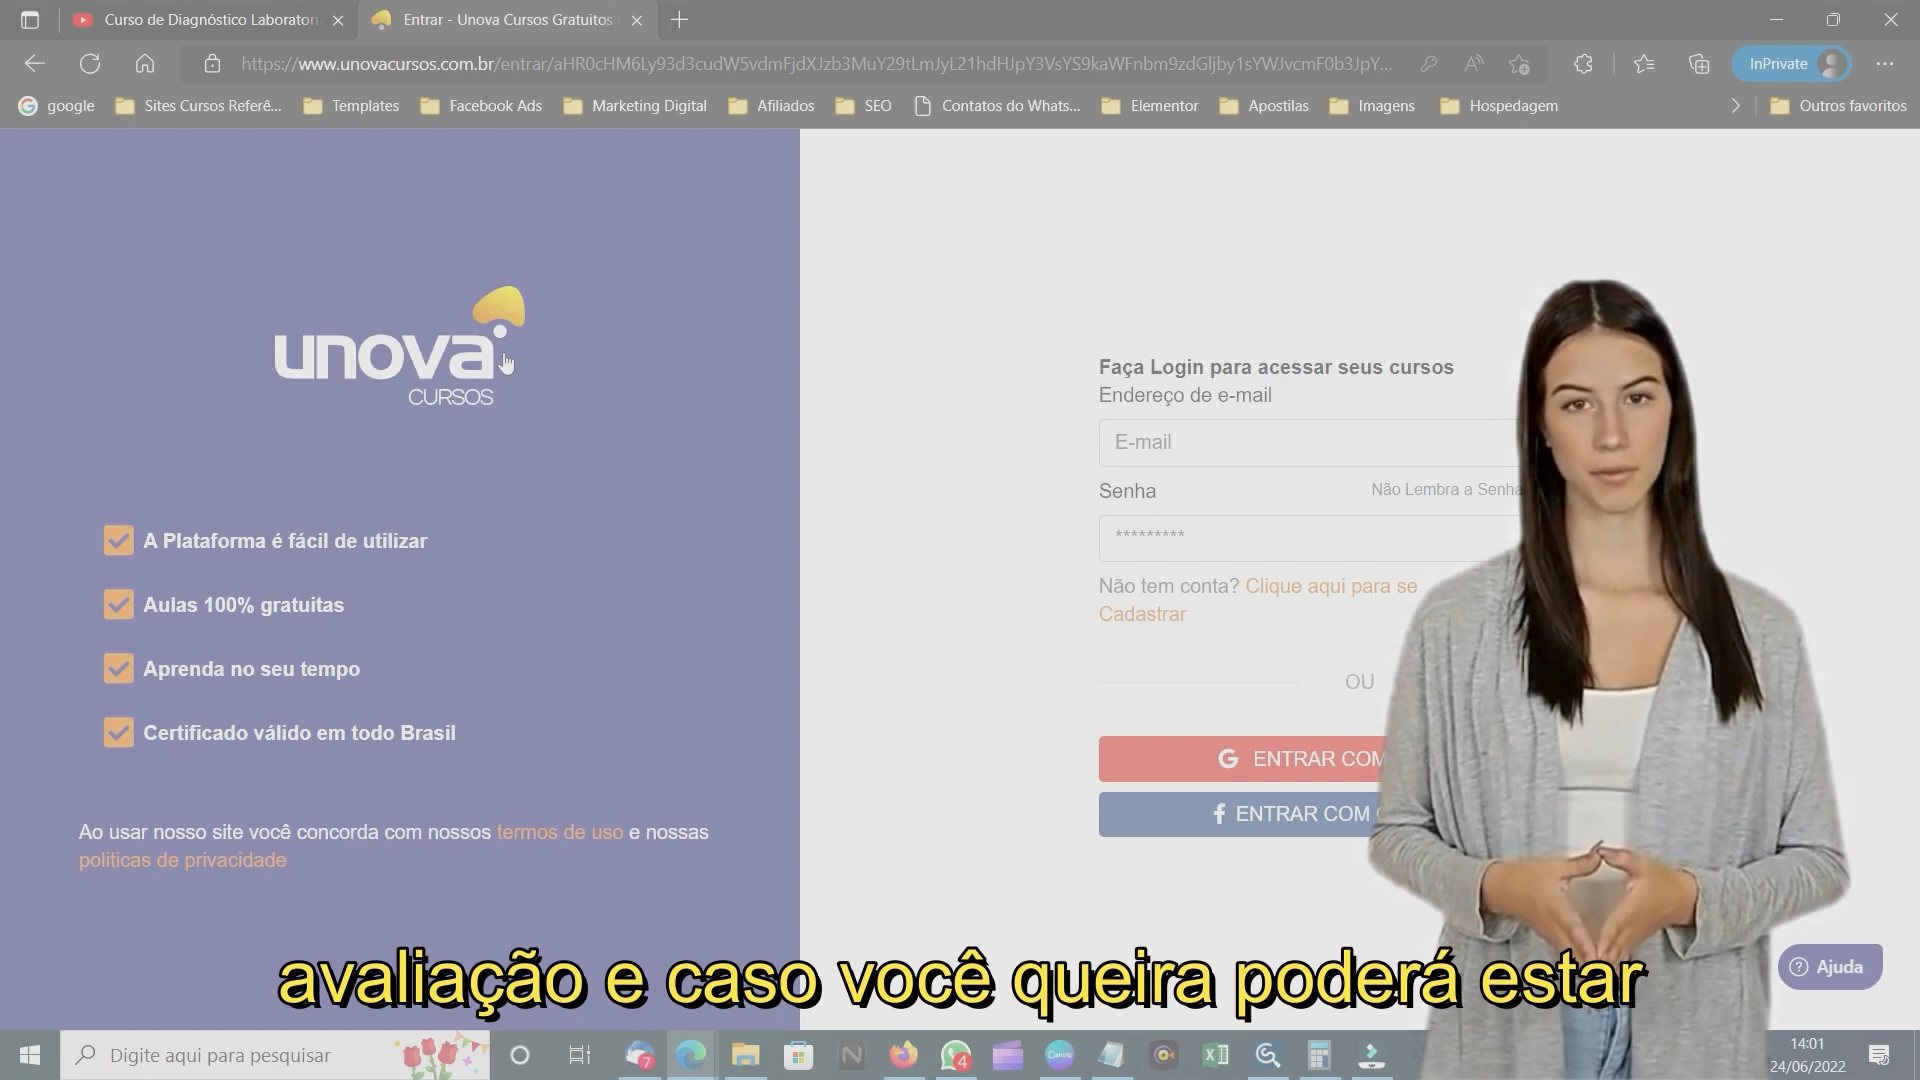 Curso de Diagnóstico Laboratori
Entrar - Unova Cursos Gratuitos
https://www.unovacursos.com.br/entrar/
InPrivate
google
Sites Cursos Referê...
Templates
Facebook Ads
Marketing Digital
Afiliados
SEO
Contatos do Whats...
Elementor
Apostilas
Imagens
Hospedagem
Outros favoritos
unova
CURSOS
A Plataforma é fácil de utilizar
Aulas 100% gratuitas
Aprenda no seu tempo
Certificado válido em todo Brasil
Ao usar nosso site você concorda com nossos termos de uso e nossas
politicas de privacidade
Faça Login para acessar seus cursos
Endereço de e-mail
E-mail
Senha
Não Lembra a Senha
*********
Não tem conta? Clique aqui para se
Cadastrar
OU
G ENTRAR COM
f ENTRAR COM
Ajuda
avaliação e caso você queira poderá estar
Digite aqui para pesquisar
7
4
Canva
14:01
24/06/2022